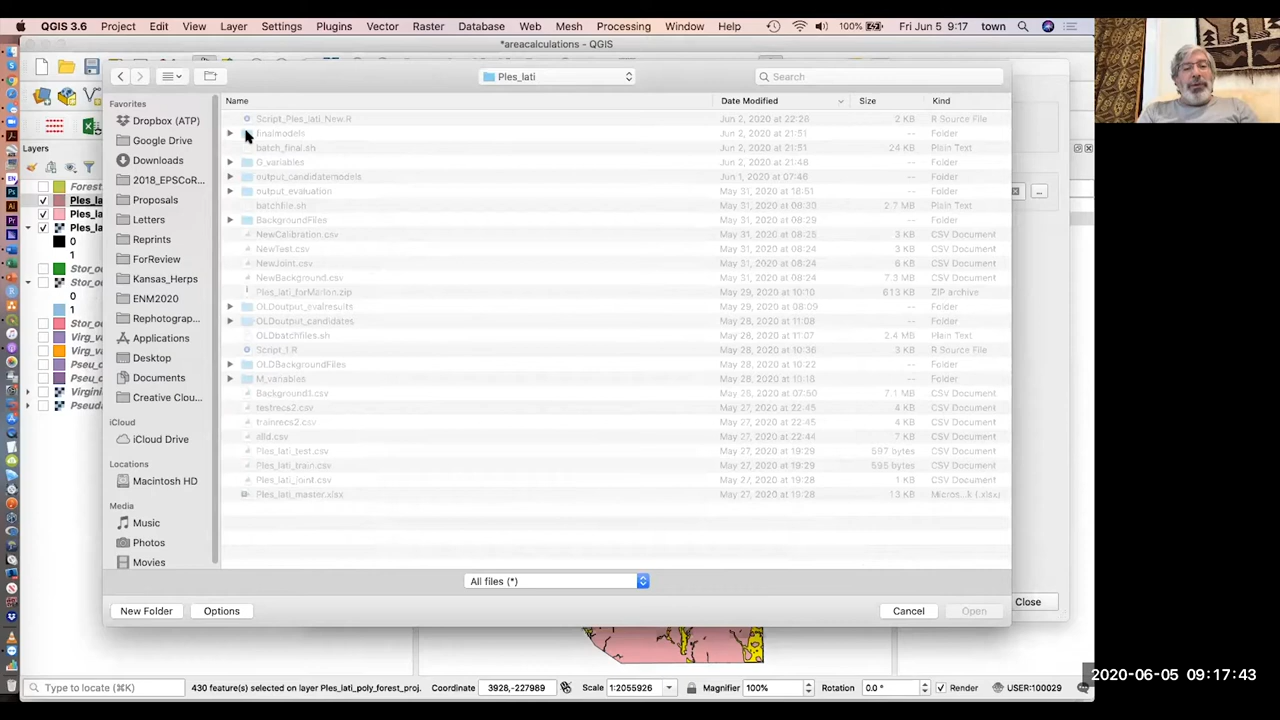 QGIS 3.6 Project Edit View Layer Settings Plugins Vector Raster Database Web Mesh Processing Window Help 100% Fri Jun 5 9:17 town
*areacalculations - QGIS
Ples_lati
Search
Favorites
Dropbox (ATP)
Google Drive
Downloads
2018_EPSCoR...
Proposals
Letters
Reprints
ForReview
Kansas_Herps
ENM2020
Rephotograp...
Applications
Desktop
Documents
Creative Clou...
iCloud
iCloud Drive
Locations
Macintosh HD
Media
Music
Photos
Movies
Name Date Modified Size Kind
Script_Ples_lati_New.R Jun 2, 2020 at 22:28 2 KB R Source File
finalmodels Jun 2, 2020 at 21:51 -- Folder
batch_final.sh Jun 2, 2020 at 21:51 24 KB Plain Text
G_variables Jun 2, 2020 at 21:48 -- Folder
output_candidatemodels Jun 1, 2020 at 07:46 -- Folder
output_evaluation May 31, 2020 at 18:51 -- Folder
batchfile.sh May 31, 2020 at 08:30 2.7 MB Plain Text
BackgroundFiles May 31, 2020 at 08:29 -- Folder
NewCalibration.csv May 31, 2020 at 08:25 3 KB CSV Document
NewTest.csv May 31, 2020 at 08:24 3 KB CSV Document
NewJoint.csv May 31, 2020 at 08:24 6 KB CSV Document
NewBackground.csv May 31, 2020 at 08:24 7.3 MB CSV Document
Ples_lati_forMarlon.zip May 29, 2020 at 10:10 613 KB ZIP archive
OLDoutput_evalresults May 29, 2020 at 08:09 -- Folder
OLDoutput_candidates May 28, 2020 at 11:08 -- Folder
OLDbatchfiles.sh May 28, 2020 at 11:07 2.4 MB Plain Text
Script_1.R May 28, 2020 at 10:36 3 KB R Source File
OLDBackgroundFiles May 28, 2020 at 10:22 -- Folder
M_variables May 28, 2020 at 10:18 -- Folder
Background1.csv May 28, 2020 at 07:50 7.1 MB CSV Document
testrecs2.csv May 27, 2020 at 22:45 4 KB CSV Document
trainrecs2.csv May 27, 2020 at 22:45 4 KB CSV Document
alld.csv May 27, 2020 at 22:44 7 KB CSV Document
Ples_lati_test.csv May 27, 2020 at 19:29 597 bytes CSV Document
Ples_lati_train.csv May 27, 2020 at 19:29 595 bytes CSV Document
Ples_lati_joint.csv May 27, 2020 at 19:28 1 KB CSV Document
Ples_lati_master.xlsx May 27, 2020 at 19:28 13 KB Micros...k (.xlsx)
All files (*)
New Folder Options Cancel Open
Close
Layers
Forest
Ples_la
Ples_la
Ples_la
0
1
Stor_o
Stor_o
0
1
Stor_o
Virg_va
Virg_va
Pseu_c
Pseu_c
Virgini
Pseuda
Type to locate (⌘K) 430 feature(s) selected on layer Ples_lati_poly_forest_proj. Coordinate 3928,-227989 Scale 1:2055926 Magnifier 100% Rotation 0.0 ° Render USER:100029
2020-06-05 09:17:43